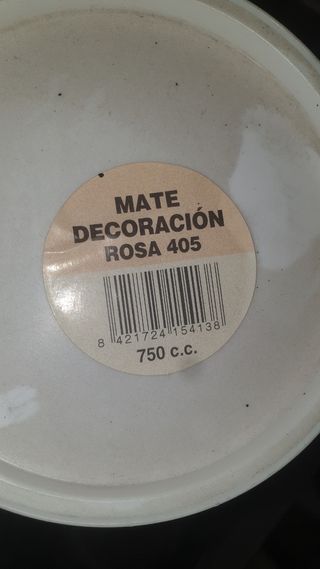 MATE
DECORACIÓN
ROSA 405
8 421724 154138
750 c.c.